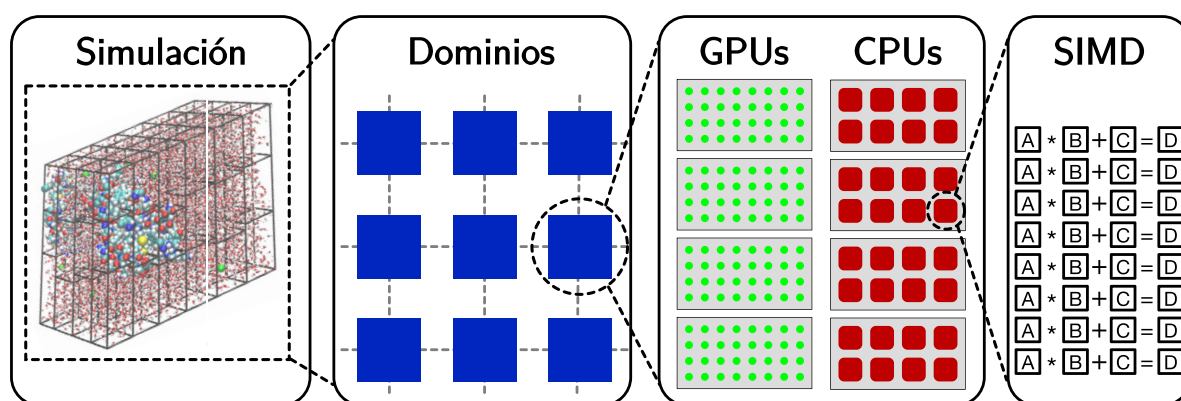 Simulación
Dominios
GPUs
CPUs
SIMD
A * B + C = D
A * B + C = D
A * B + C = D
A * B + C = D
A * B + C = D
A * B + C = D
A * B + C = D
A * B + C = D